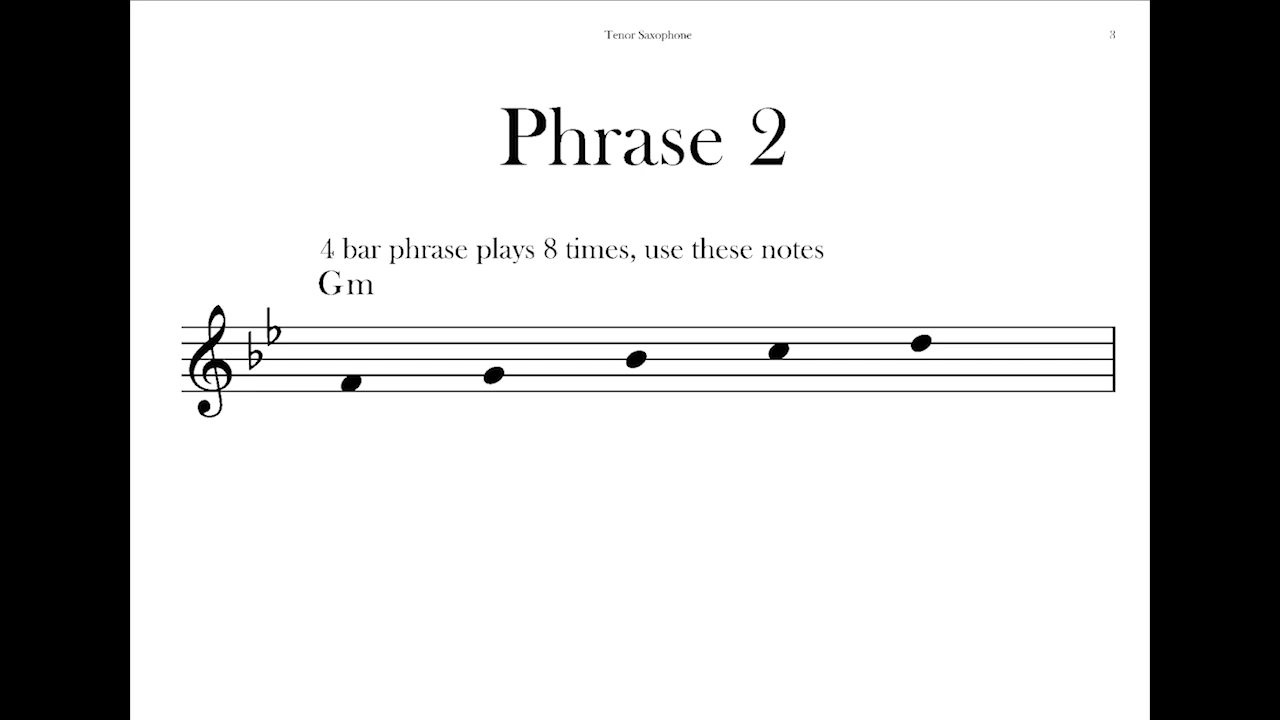 Tenor Saxophone 3
Phrase 2
4 bar phrase plays 8 times, use these notes
Gm